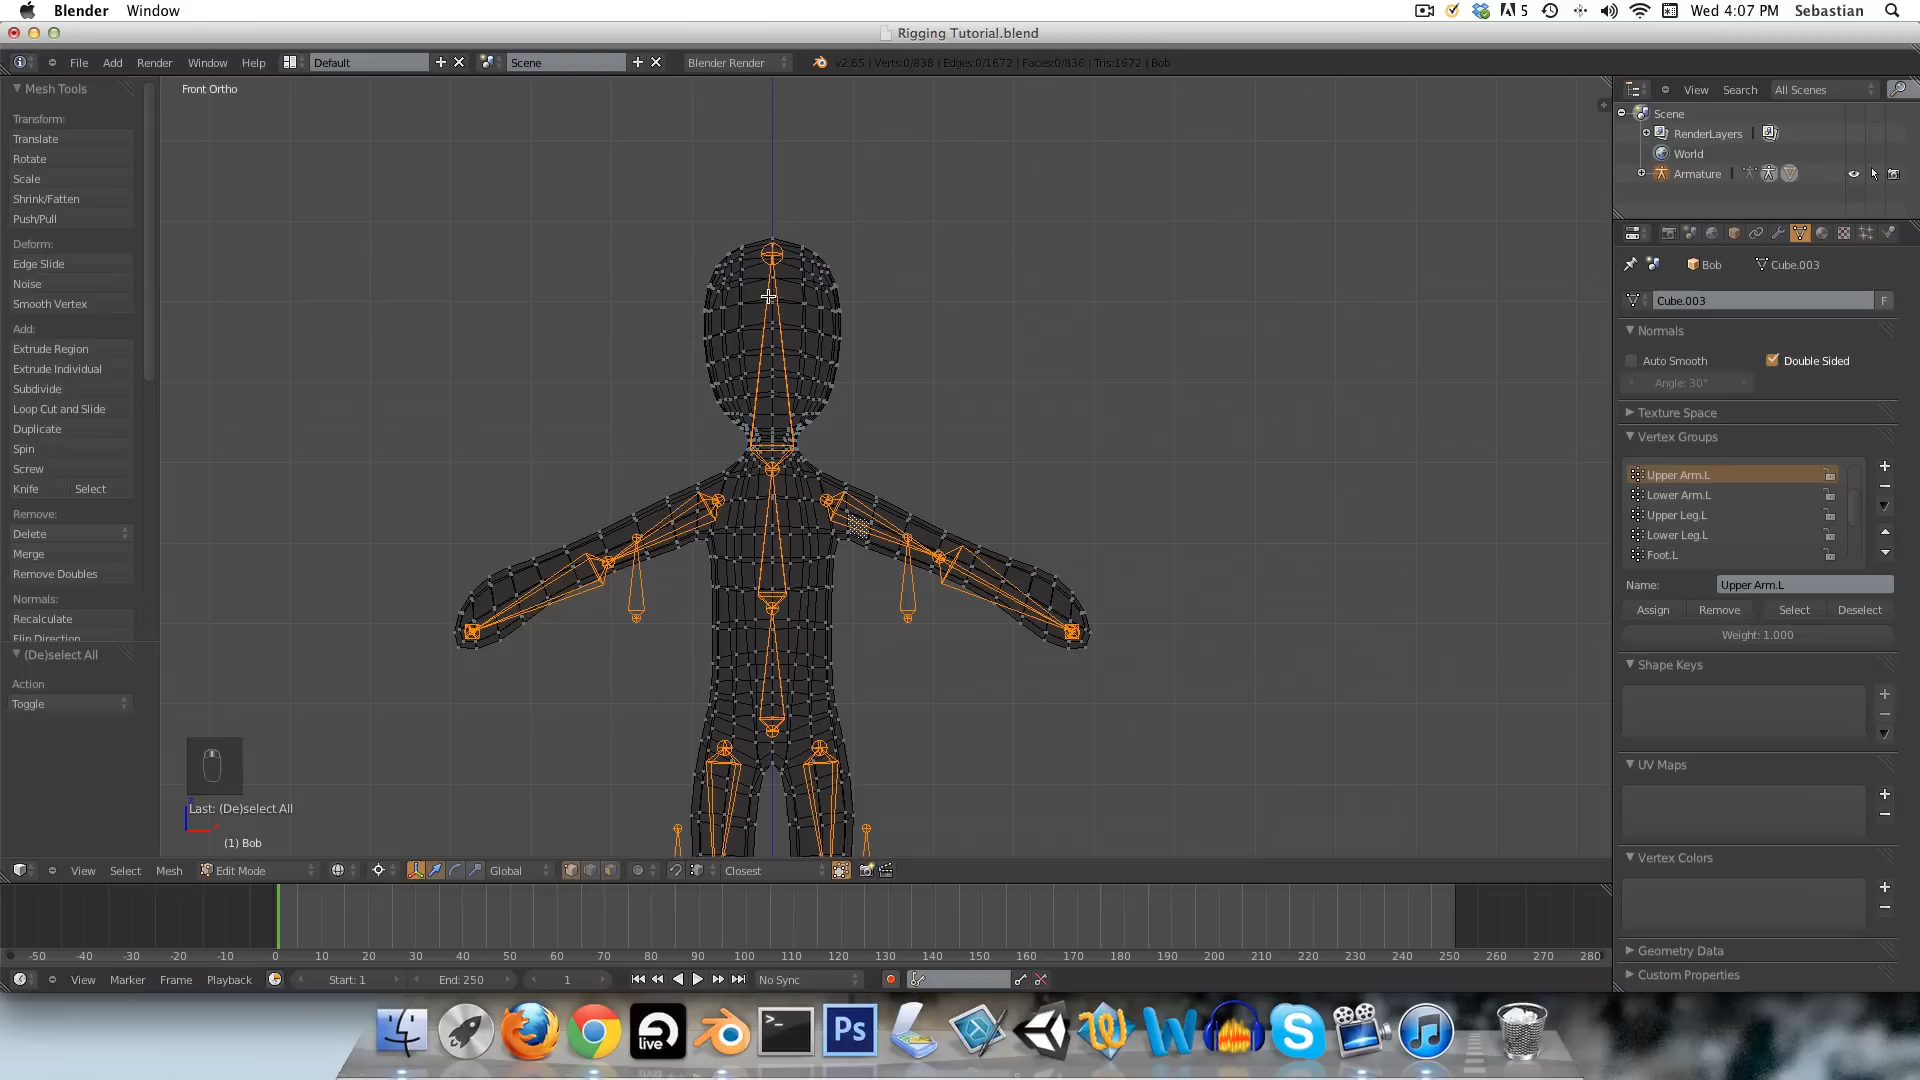 Blender Window
5 Wed 4:07 PM Sebastian
Rigging Tutorial.blend
File Add Render Window Help Default Scene Blender Render v2.65 | Verts:0/838 | Edges:0/1672 | Faces:0/836 | Tris:1672 | Bob
Mesh Tools
Transform:
Translate
Rotate
Scale
Shrink/Fatten
Push/Pull
Deform:
Edge Slide
Noise
Smooth Vertex
Add:
Extrude Region
Extrude Individual
Subdivide
Loop Cut and Slide
Duplicate
Spin
Screw
Knife Select
Remove:
Delete
Merge
Remove Doubles
Normals:
Recalculate
Flip Direction
(De)select All
Action
Toggle
Front Ortho
Last: (De)select All
(1) Bob
View Select Mesh Edit Mode Global Closest
View Search All Scenes
Scene
RenderLayers |
World
Armature |
Bob Cube.003
Cube.003 F
Normals
Auto Smooth Double Sided
Angle: 30°
Texture Space
Vertex Groups
Upper Arm.L
Lower Arm.L
Upper Leg.L
Lower Leg.L
Foot.L
Name: Upper Arm.L
Assign Remove Select Deselect
Weight: 1.000
Shape Keys
UV Maps
Vertex Colors
Geometry Data
Custom Properties
-50 -40 -30 -20 -10 0 10 20 30 40 50 60 70 80 90 100 110 120 130 140 150 160 170 180 190 200 210 220 230 240 250 260 270 280
View Marker Frame Playback Start: 1 End: 250 1 No Sync
live Ps W